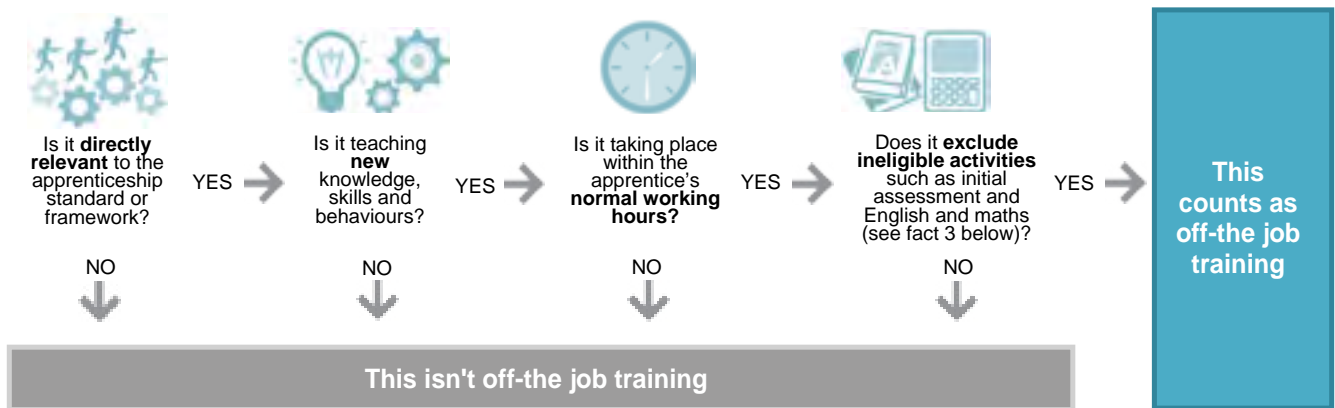 Is it directly
relevant to the
apprenticeship
standard or
framework?
YES
Is it teaching
new
knowledge,
skills and
behaviours?
YES
Is it taking place
within the
apprentice's
normal working
hours?
YES
Does it exclude
ineligible activities
such as initial
assessment and
English and maths
(see fact 3 below)?
YES
This
counts as
off-the job
training
NO
NO
NO
NO
This isn't off-the job training